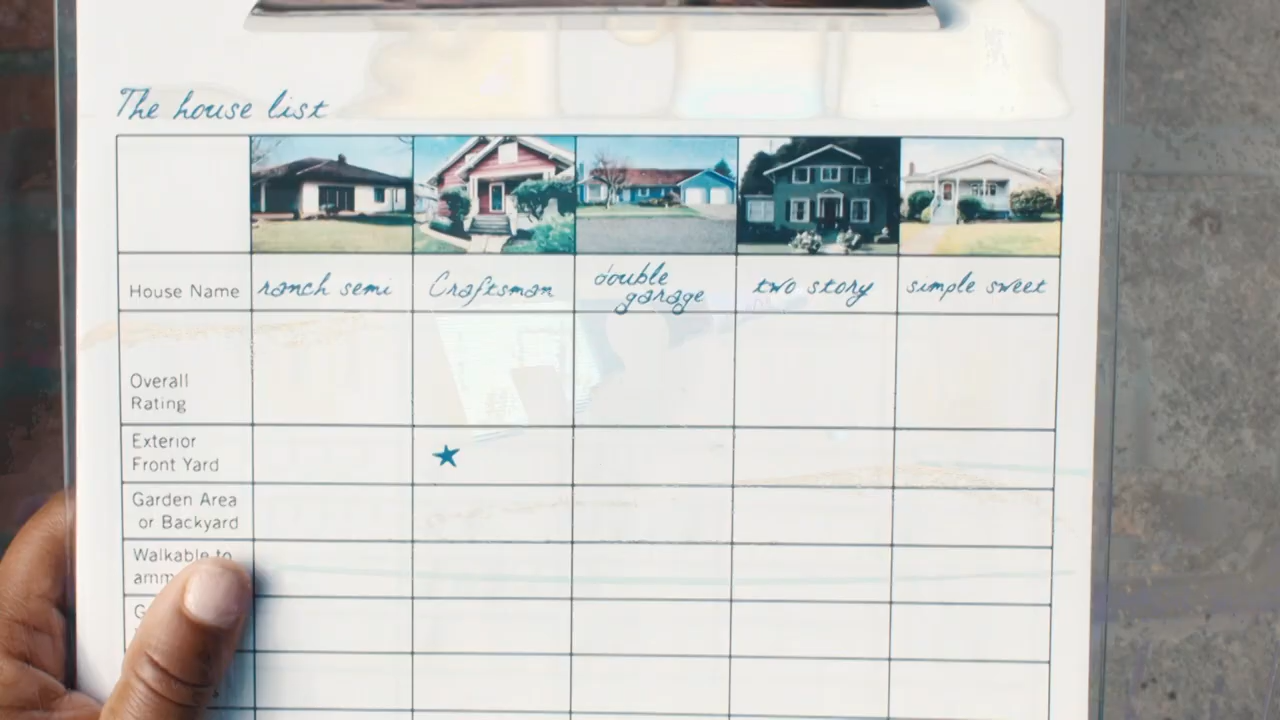 The house list
House Name ranch semi Craftsman double garage two story simple sweet
Overall
Rating
Exterior
Front Yard
Garden Area
or Backyard
Walkable to